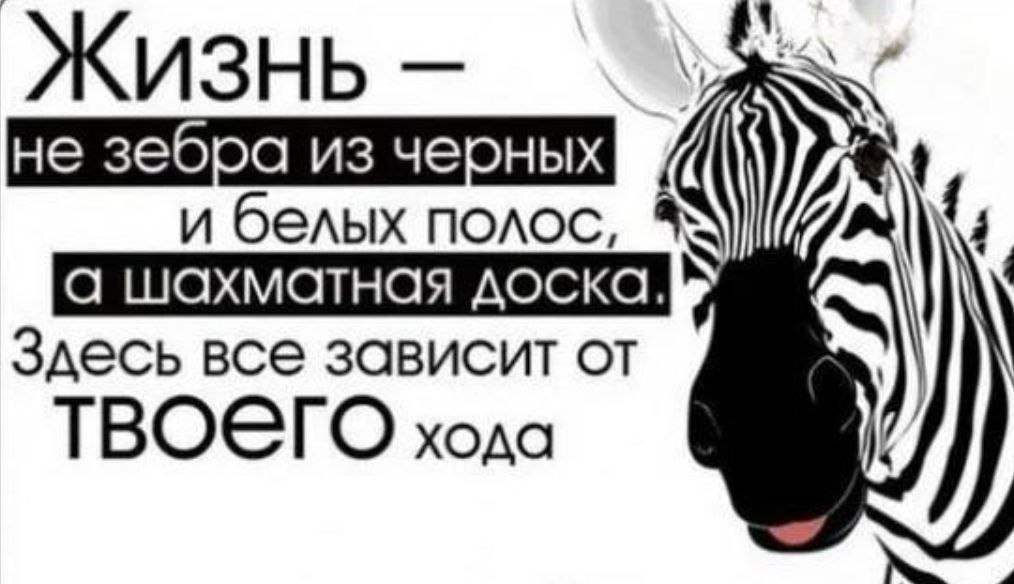 Жизнь –
не зебра из черных
и белых полос,
а шахматная доска.
Здесь все зависит от
твоего хода